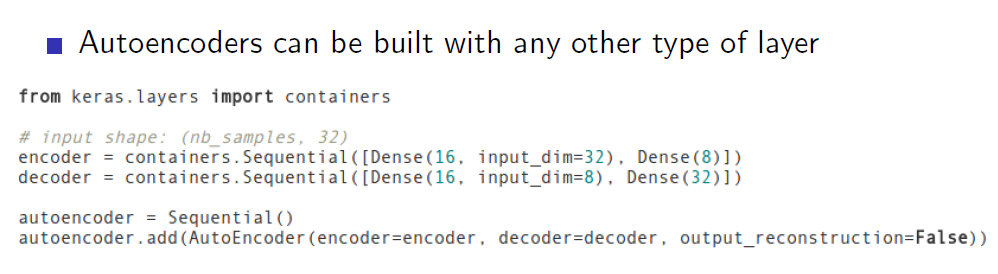 Autoencoders can be built with any other type of layer
from keras.layers import containers
# input shape: (nb_samples, 32)
encoder = containers.Sequential([Dense(16, input_dim=32), Dense(8)])
decoder = containers.Sequential([Dense(16, input_dim=8), Dense(32)])
autoencoder = Sequential()
autoencoder.add(AutoEncoder(encoder=encoder, decoder=decoder, output_reconstruction=False))